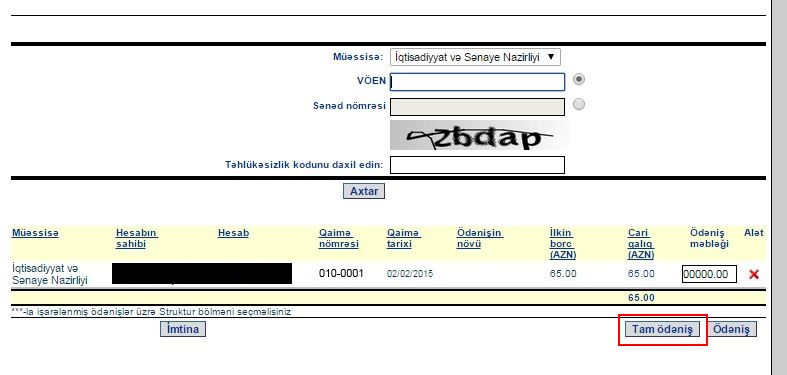 Müəssisə: İqtisadiyyat və Sənaye Nazirliyi
VÖEN
Sənəd nömrəsi
2bdap
Təhlükəsizlik kodunu daxil edin:
Axtar
Müəssisə Hesabın sahibi Hesab Qaimə nömrəsi Qaimə tarixi Ödənişin növü İlkin borc (AZN) Cari qalıq (AZN) Ödəniş məbləği Alət
İqtisadiyyat və Sənaye Nazirliyi 010-0001 02/02/2015 65.00 65.00 00000.00
65.00
***-la işarələnmiş ödənişlər üzrə Struktur bölməni seçməlisiniz
İmtina Tam ödəniş Ödəniş